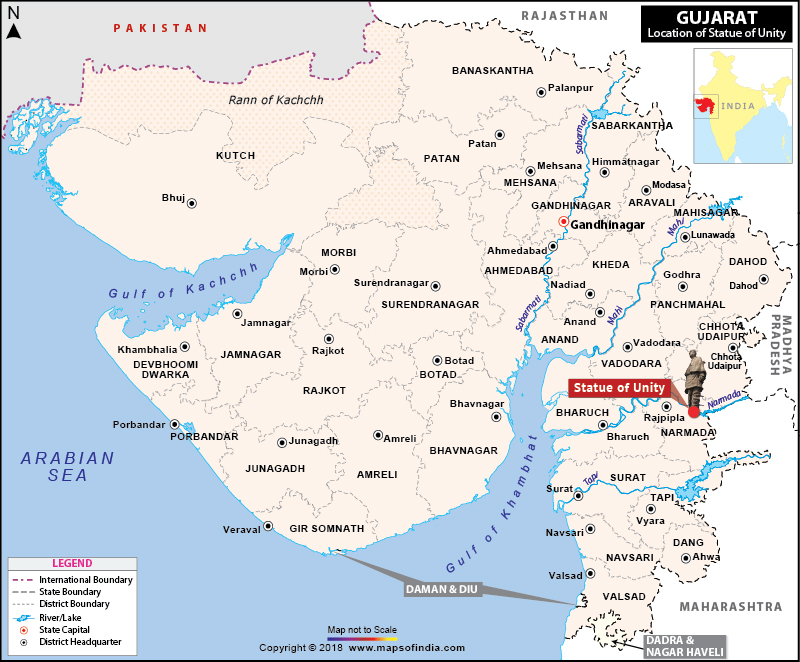 N
PAKISTAN
RAJASTHAN
GUJARAT
Location of Statue of Unity
INDIA
BANASKANTHA
Palanpur
Rann of Kachchh
Sabarmati
SABARKANTHA
Patan
KUTCH
PATAN
Mehsana
Himmatnagar
MEHSANA
Modasa
Bhuj
GANDHINAGAR
ARAVALI
MAHISAGAR
Gandhinagar
Mahi
Lunawada
Ahmedabad
MORBI
KHEDA
DAHOD
Morbi
AHMEDABAD
Gulf of Kachchh
Surendranagar
Nadiad
Godhra
Dahod
SURENDRANAGAR
PANCHMAHAL
Jamnagar
Sabarmati
Anand
Mahi
CHHOTA
UDAIPUR
MADHYA
PRADESH
ANAND
Khambhalia
JAMNAGAR
Rajkot
Vadodara
Chhota
Udaipur
DEVBHOOMI
DWARKA
Botad
BOTAD
VADODARA
RAJKOT
Statue of Unity
Narmada
Bhavnagar
BHARUCH
Rajpipla
Porbandar
PORBANDAR
Bharuch
NARMADA
Junagadh
Amreli
BHAVNAGAR
ARABIAN
SEA
JUNAGADH
AMRELI
Gulf of Khambhat
Surat
Tapi
SURAT
TAPI
Veraval
GIR SOMNATH
Vyara
Navsari
DANG
NAVSARI
Ahwa
Valsad
DAMAN & DIU
VALSAD
MAHARASHTRA
DADRA &
NAGAR HAVELI
LEGEND
International Boundary
State Boundary
District Boundary
River/Lake
State Capital
District Headquarter
Map not to Scale
Copyright © 2018 www.mapsofindia.com